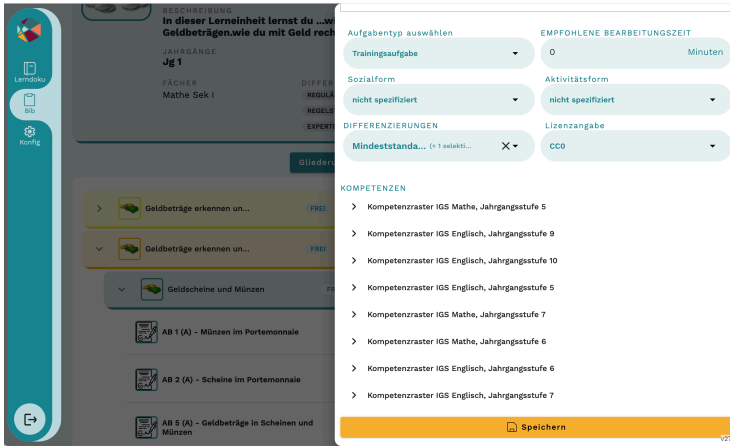 Lerndoku
Bib
Konfig
BESCHREIBUNG
In dieser Lerneinheit lernst du ...wi
Geldbeträgen.wie du mit Geld rech
JAHRGÄNGE
Jg 1
FÄCHER
DIFFER
Mathe Sek I
REGULÄ
REGELST
EXPERTE
Gliederu
Geldbeträge erkennen un...
FREI
Geldbeträge erkennen un...
FREI
Geldscheine und Münzen
FR
AB 1 (A) - Münzen im Portemonnaie
AB 2 (A) - Scheine im Portemonnaie
AB 5 (A) - Geldbeträge in Scheinen und
Münzen
Aufgabentyp auswählen
Trainingsaufgabe
EMPFOHLENE BEARBEITUNGSZEIT
0 Minuten
Sozialform
nicht spezifiziert
Aktivitätsform
nicht spezifiziert
DIFFERENZIERUNGEN
Mindeststanda... (+ 1 selekti...
Lizenzangabe
CC0
KOMPETENZEN
Kompetenzraster IGS Mathe, Jahrgangsstufe 5
Kompetenzraster IGS Englisch, Jahrgangsstufe 9
Kompetenzraster IGS Englisch, Jahrgangsstufe 10
Kompetenzraster IGS Englisch, Jahrgangsstufe 5
Kompetenzraster IGS Mathe, Jahrgangsstufe 7
Kompetenzraster IGS Mathe, Jahrgangsstufe 6
Kompetenzraster IGS Englisch, Jahrgangsstufe 6
Kompetenzraster IGS Englisch, Jahrgangsstufe 7
Speichern